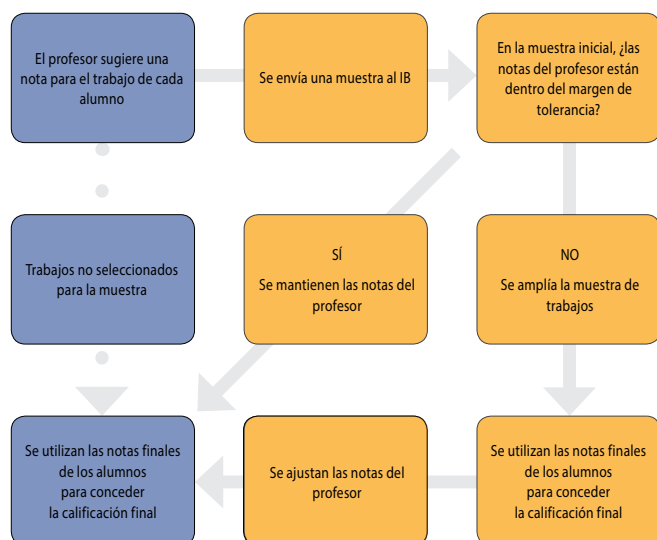 El profesor sugiere una
nota para el trabajo de cada
alumno
Se envía una muestra al IB
En la muestra inicial, ¿las
notas del profesor están
dentro del margen de
tolerancia?
Trabajos no seleccionados
para la muestra
SÍ
Se mantienen las notas del
profesor
NO
Se amplía la muestra de
trabajos
Se utilizan las notas finales
de los alumnos
para conceder
la calificación final
Se ajustan las notas del
profesor
Se utilizan las notas finales
de los alumnos
para conceder
la calificación final